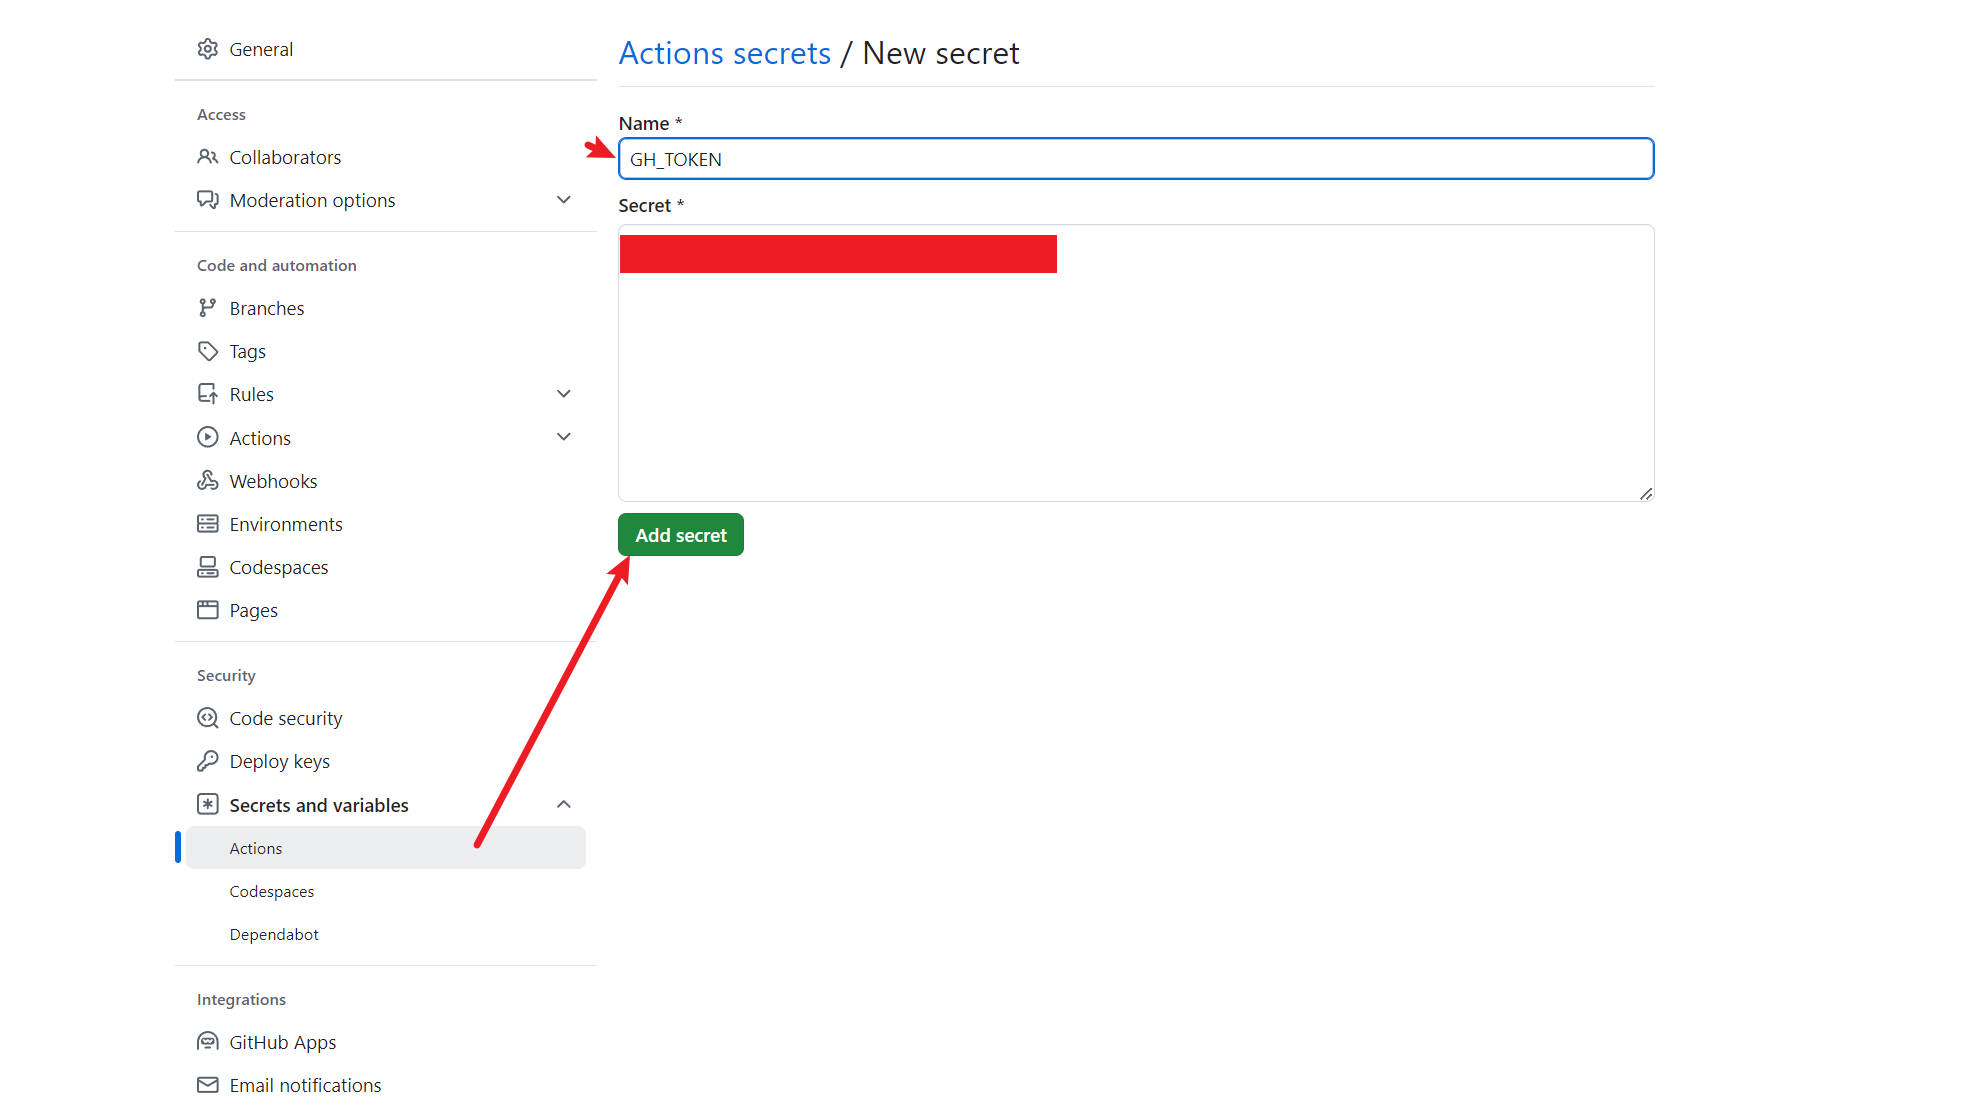 General
Access
Collaborators
Moderation options
Code and automation
Branches
Tags
Rules
Actions
Webhooks
Environments
Codespaces
Pages
Security
Code security
Deploy keys
Secrets and variables
Actions
Codespaces
Dependabot
Integrations
GitHub Apps
Email notifications
Actions secrets / New secret
Name *
GH_TOKEN
Secret *
Add secret